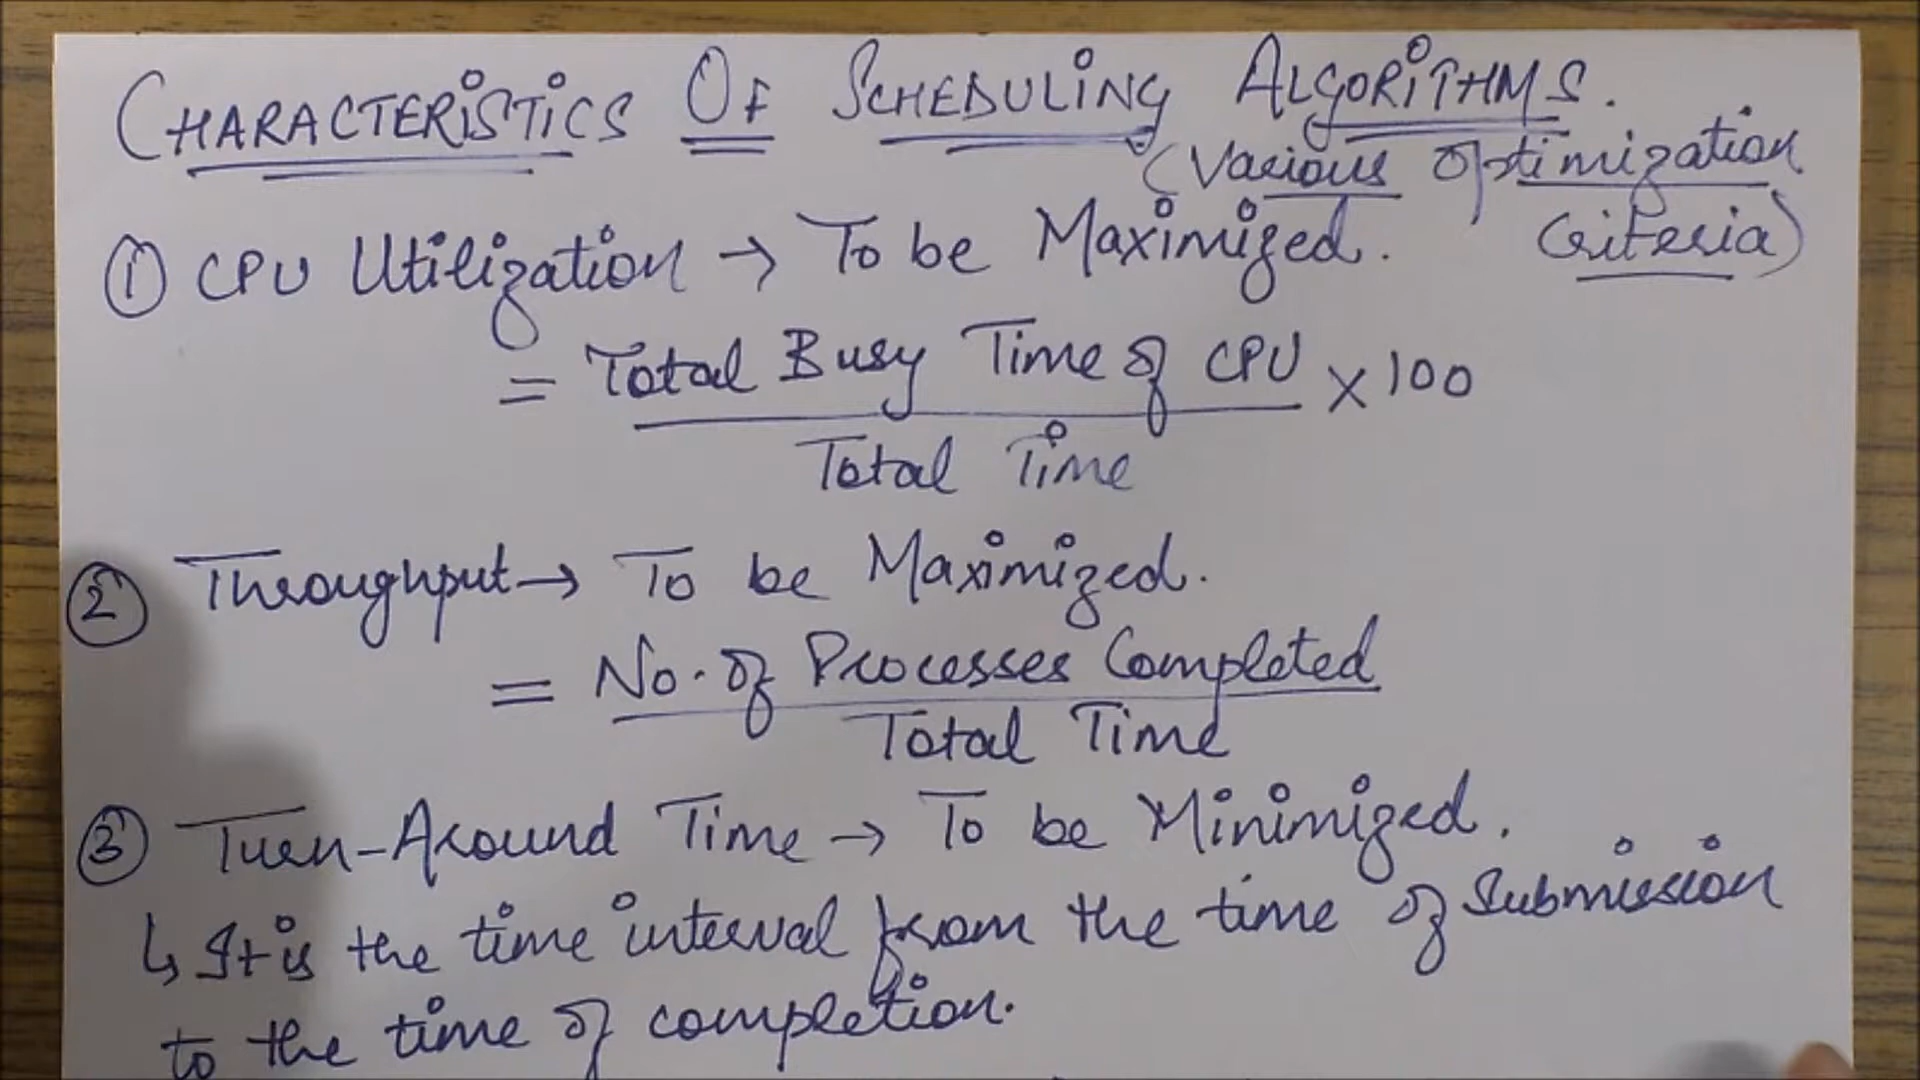 CHARACTERISTICS OF SCHEDULING ALGORITHMS.
(Various Optimization
Criteria)
① CPU Utilization → To be Maximized.
= Total Busy Time of CPU × 100
Total Time
② Throughput → To be Maximized.
= No. of Processes Completed
Total Time
③ Turn-Around Time → To be Minimized.
↳ It is the time interval from the time of Submission
to the time of completion.